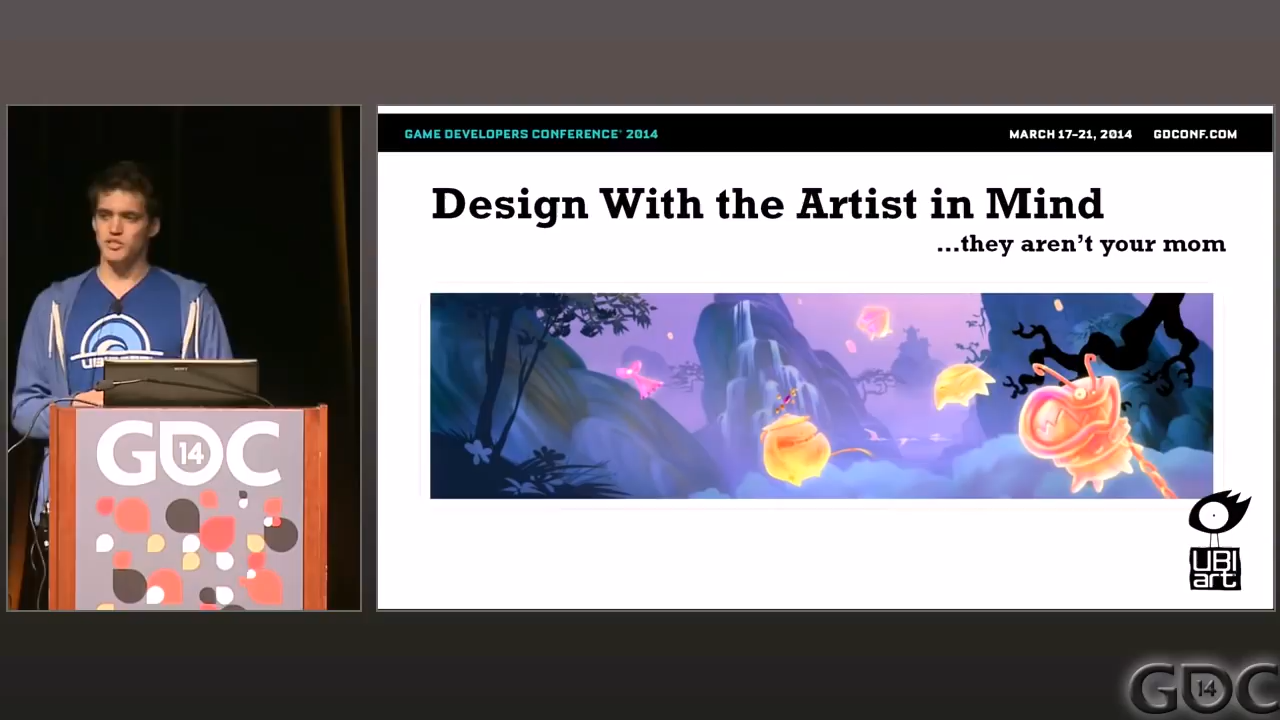 GAME DEVELOPERS CONFERENCE® 2014
MARCH 17-21, 2014 GDCONF.COM
Design With the Artist in Mind
...they aren't your mom
SONY
GDC
14
UBI
art
GDC
14